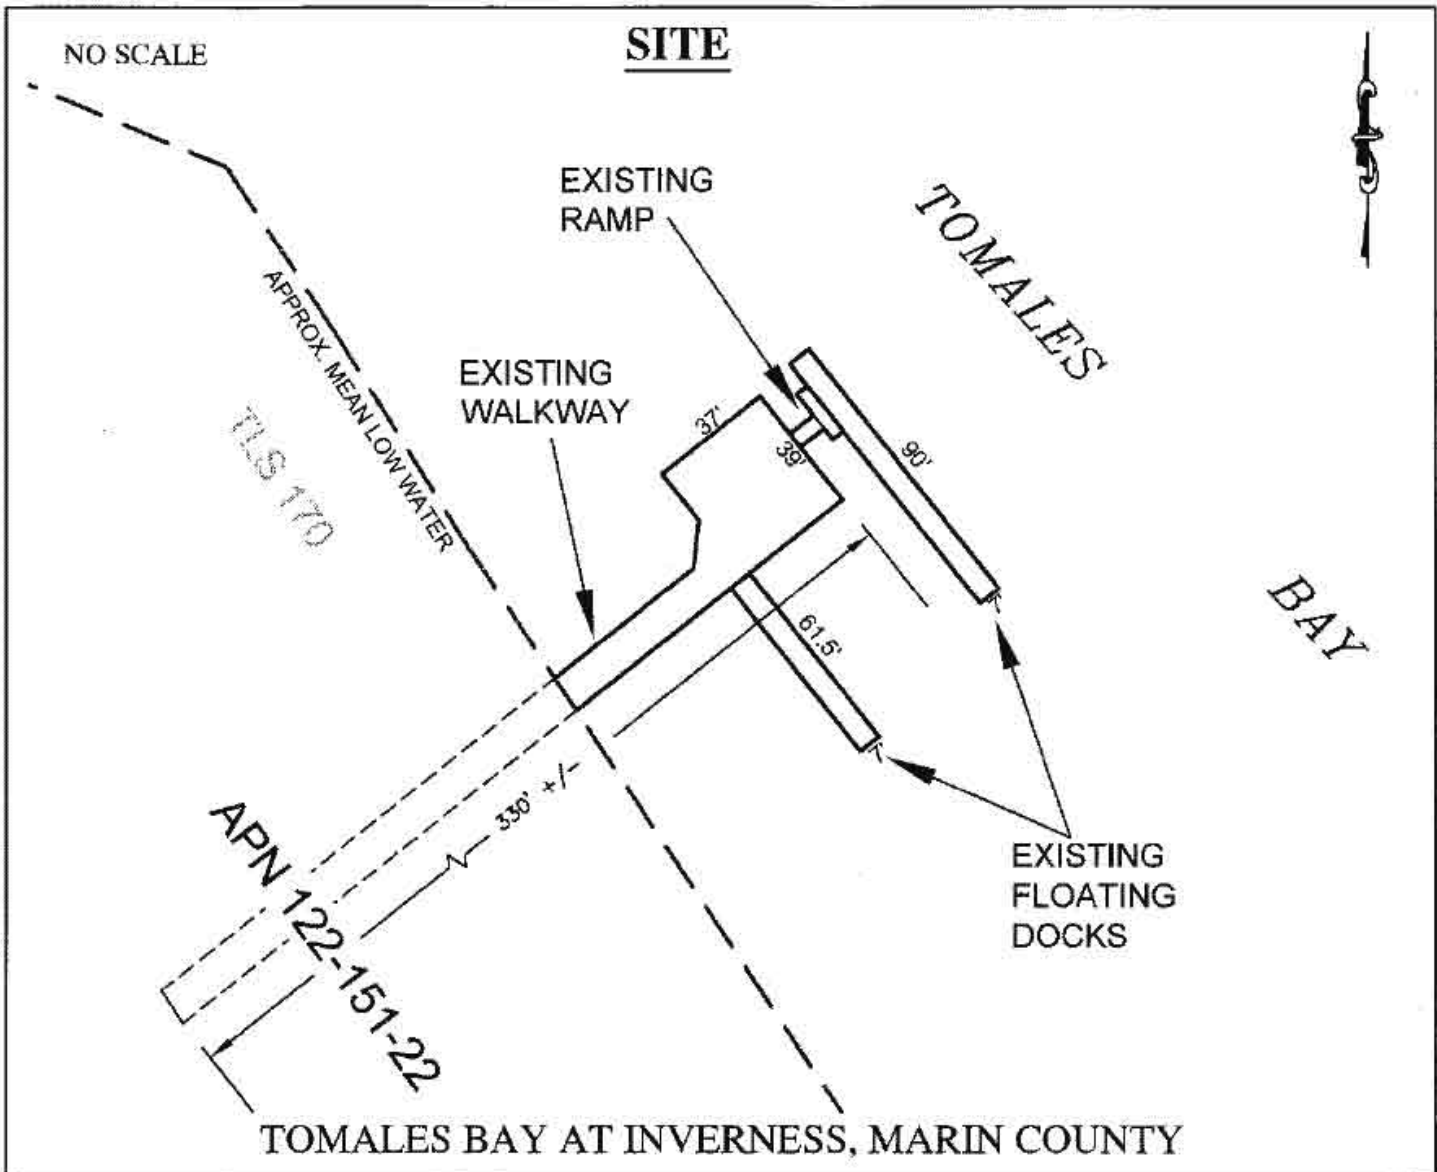 NO SCALE
SITE
EXISTING
RAMP
TOMALES
APPROX. MEAN LOW WATER
EXISTING
WALKWAY
37'
39'
90'
TLS 170
BAY
61.5'
330' +/-
APN 122-151-22
EXISTING
FLOATING
DOCKS
TOMALES BAY AT INVERNESS, MARIN COUNTY